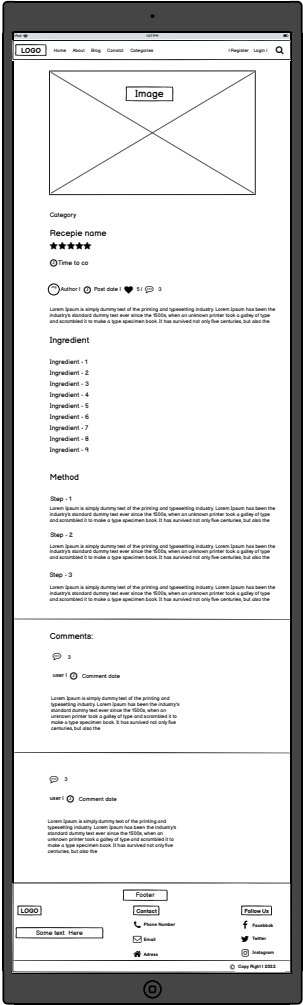 iPad
1:27 PM
LOGO Home About Blog Conatct Categories I Register Login I
Image
Category
Recepie name
Time to co
Author I Post date I 5 I 3
Lorem Ipsum is simply dummy text of the printing and typesetting industry. Lorem Ipsum has been the
industry's standard dummy text ever since the 1500s, when an unknown printer took a galley of type
and scrambled it to make a type specimen book. It has survived not only five centuries, but also the
Ingredient
Ingredient - 1
Ingredient - 2
Ingredient - 3
Ingredient - 4
Ingredient - 5
Ingredient - 6
Ingredient - 7
Ingredient - 8
Ingredient - 9
Method
Step - 1
Lorem Ipsum is simply dummy text of the printing and typesetting industry. Lorem Ipsum has been the
industry's standard dummy text ever since the 1500s, when an unknown printer took a galley of type
and scrambled it to make a type specimen book. It has survived not only five centuries, but also the
Step - 2
Lorem Ipsum is simply dummy text of the printing and typesetting industry. Lorem Ipsum has been the
industry's standard dummy text ever since the 1500s, when an unknown printer took a galley of type
and scrambled it to make a type specimen book. It has survived not only five centuries, but also the
Step - 3
Lorem Ipsum is simply dummy text of the printing and typesetting industry. Lorem Ipsum has been the
industry's standard dummy text ever since the 1500s, when an unknown printer took a galley of type
and scrambled it to make a type specimen book. It has survived not only five centuries, but also the
Comments:
3
user I Comment date
Lorem Ipsum is simply dummy text of the printing and
typesetting industry. Lorem Ipsum has been the industry's
standard dummy text ever since the 1500s, when an
unknown printer took a galley of type and scrambled it to
make a type specimen book. It has survived not only five
centuries, but also the
3
user I Comment date
Lorem Ipsum is simply dummy text of the printing and
typesetting industry. Lorem Ipsum has been the industry's
standard dummy text ever since the 1500s, when an
unknown printer took a galley of type and scrambled it to
make a type specimen book. It has survived not only five
centuries, but also the
Footer
LOGO Contact Follow Us
Phone Number Facebbok
Some text Here Email Twitter
Adress Instagram
© Copy Right I 2022